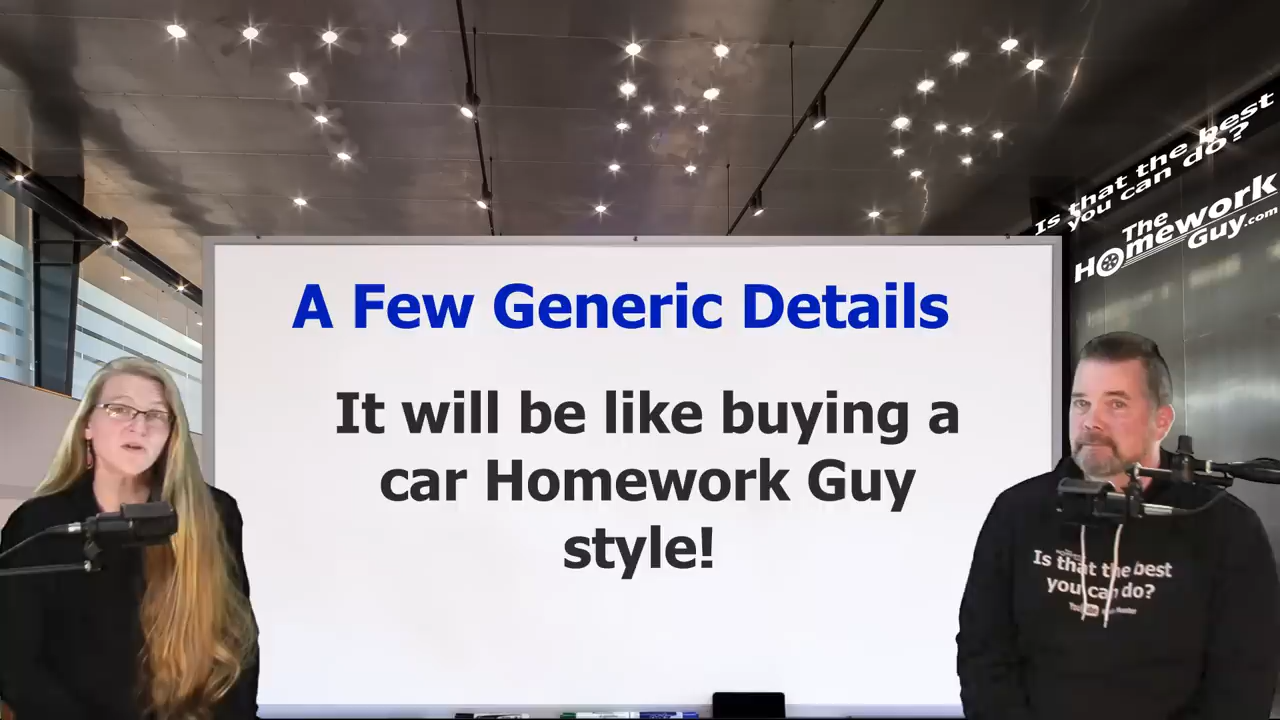 Is that the best
you can do?
The
Homework
Guy.com
A Few Generic Details
It will be like buying a
car Homework Guy
style!
Is that the best
you can do?
YouTube